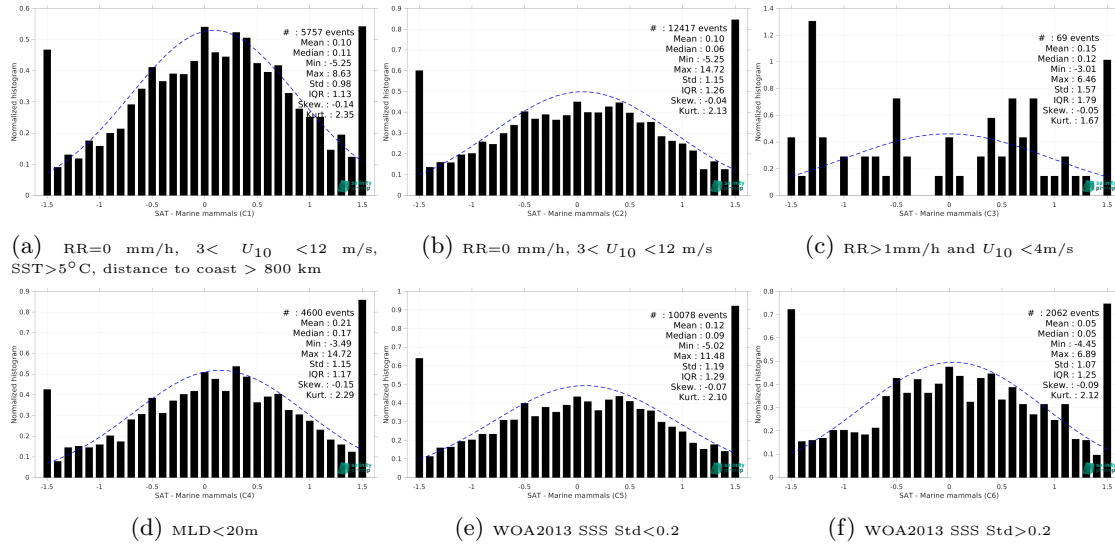 Normalized histogram
0.6
0.5
0.4
0.3
0.2
0.1
0
# : 5757 events
Mean : 0.10
Median : 0.11
Min : -5.25
Max : 8.63
Std : 0.98
IQR : 1.13
Skew. : -0.14
Kurt. : 2.35
-1.5 -1 -0.5 0 0.5 1 1.5
SAT - Marine mammals (C1)
(a) RR=0 mm/h, 3< U10 <12 m/s,
SST>5°C, distance to coast > 800 km
Normalized histogram
0.9
0.8
0.7
0.6
0.5
0.4
0.3
0.2
0.1
0
# : 12417 events
Mean : 0.10
Median : 0.06
Min : -5.25
Max : 14.72
Std : 1.15
IQR : 1.26
Skew. : -0.04
Kurt. : 2.13
-1.5 -1 -0.5 0 0.5 1 1.5
SAT - Marine mammals (C2)
(b) RR=0 mm/h, 3< U10 <12 m/s
Normalized histogram
1.4
1.2
1
0.8
0.6
0.4
0.2
0
# : 69 events
Mean : 0.15
Median : 0.12
Min : -3.01
Max : 6.46
Std : 1.57
IQR : 1.79
Skew. : -0.05
Kurt. : 1.67
-1.5 -1 -0.5 0 0.5 1 1.5
SAT - Marine mammals (C3)
(c) RR>1mm/h and U10 <4m/s
Normalized histogram
0.9
0.8
0.7
0.6
0.5
0.4
0.3
0.2
0.1
0
# : 4600 events
Mean : 0.21
Median : 0.17
Min : -3.49
Max : 14.72
Std : 1.15
IQR : 1.17
Skew. : -0.15
Kurt. : 2.29
-1.5 -1 -0.5 0 0.5 1 1.5
SAT - Marine mammals (C4)
(d) MLD<20m
Normalized histogram
1
0.9
0.8
0.7
0.6
0.5
0.4
0.3
0.2
0.1
0
# : 10078 events
Mean : 0.12
Median : 0.09
Min : -5.02
Max : 11.48
Std : 1.19
IQR : 1.29
Skew. : -0.07
Kurt. : 2.10
-1.5 -1 -0.5 0 0.5 1 1.5
SAT - Marine mammals (C5)
(e) WOA2013 SSS Std<0.2
Normalized histogram
0.8
0.7
0.6
0.5
0.4
0.3
0.2
0.1
0
# : 2062 events
Mean : 0.05
Median : 0.05
Min : -4.45
Max : 6.89
Std : 1.07
IQR : 1.25
Skew. : -0.09
Kurt. : 2.12
-1.5 -1 -0.5 0 0.5 1 1.5
SAT - Marine mammals (C6)
(f) WOA2013 SSS Std>0.2